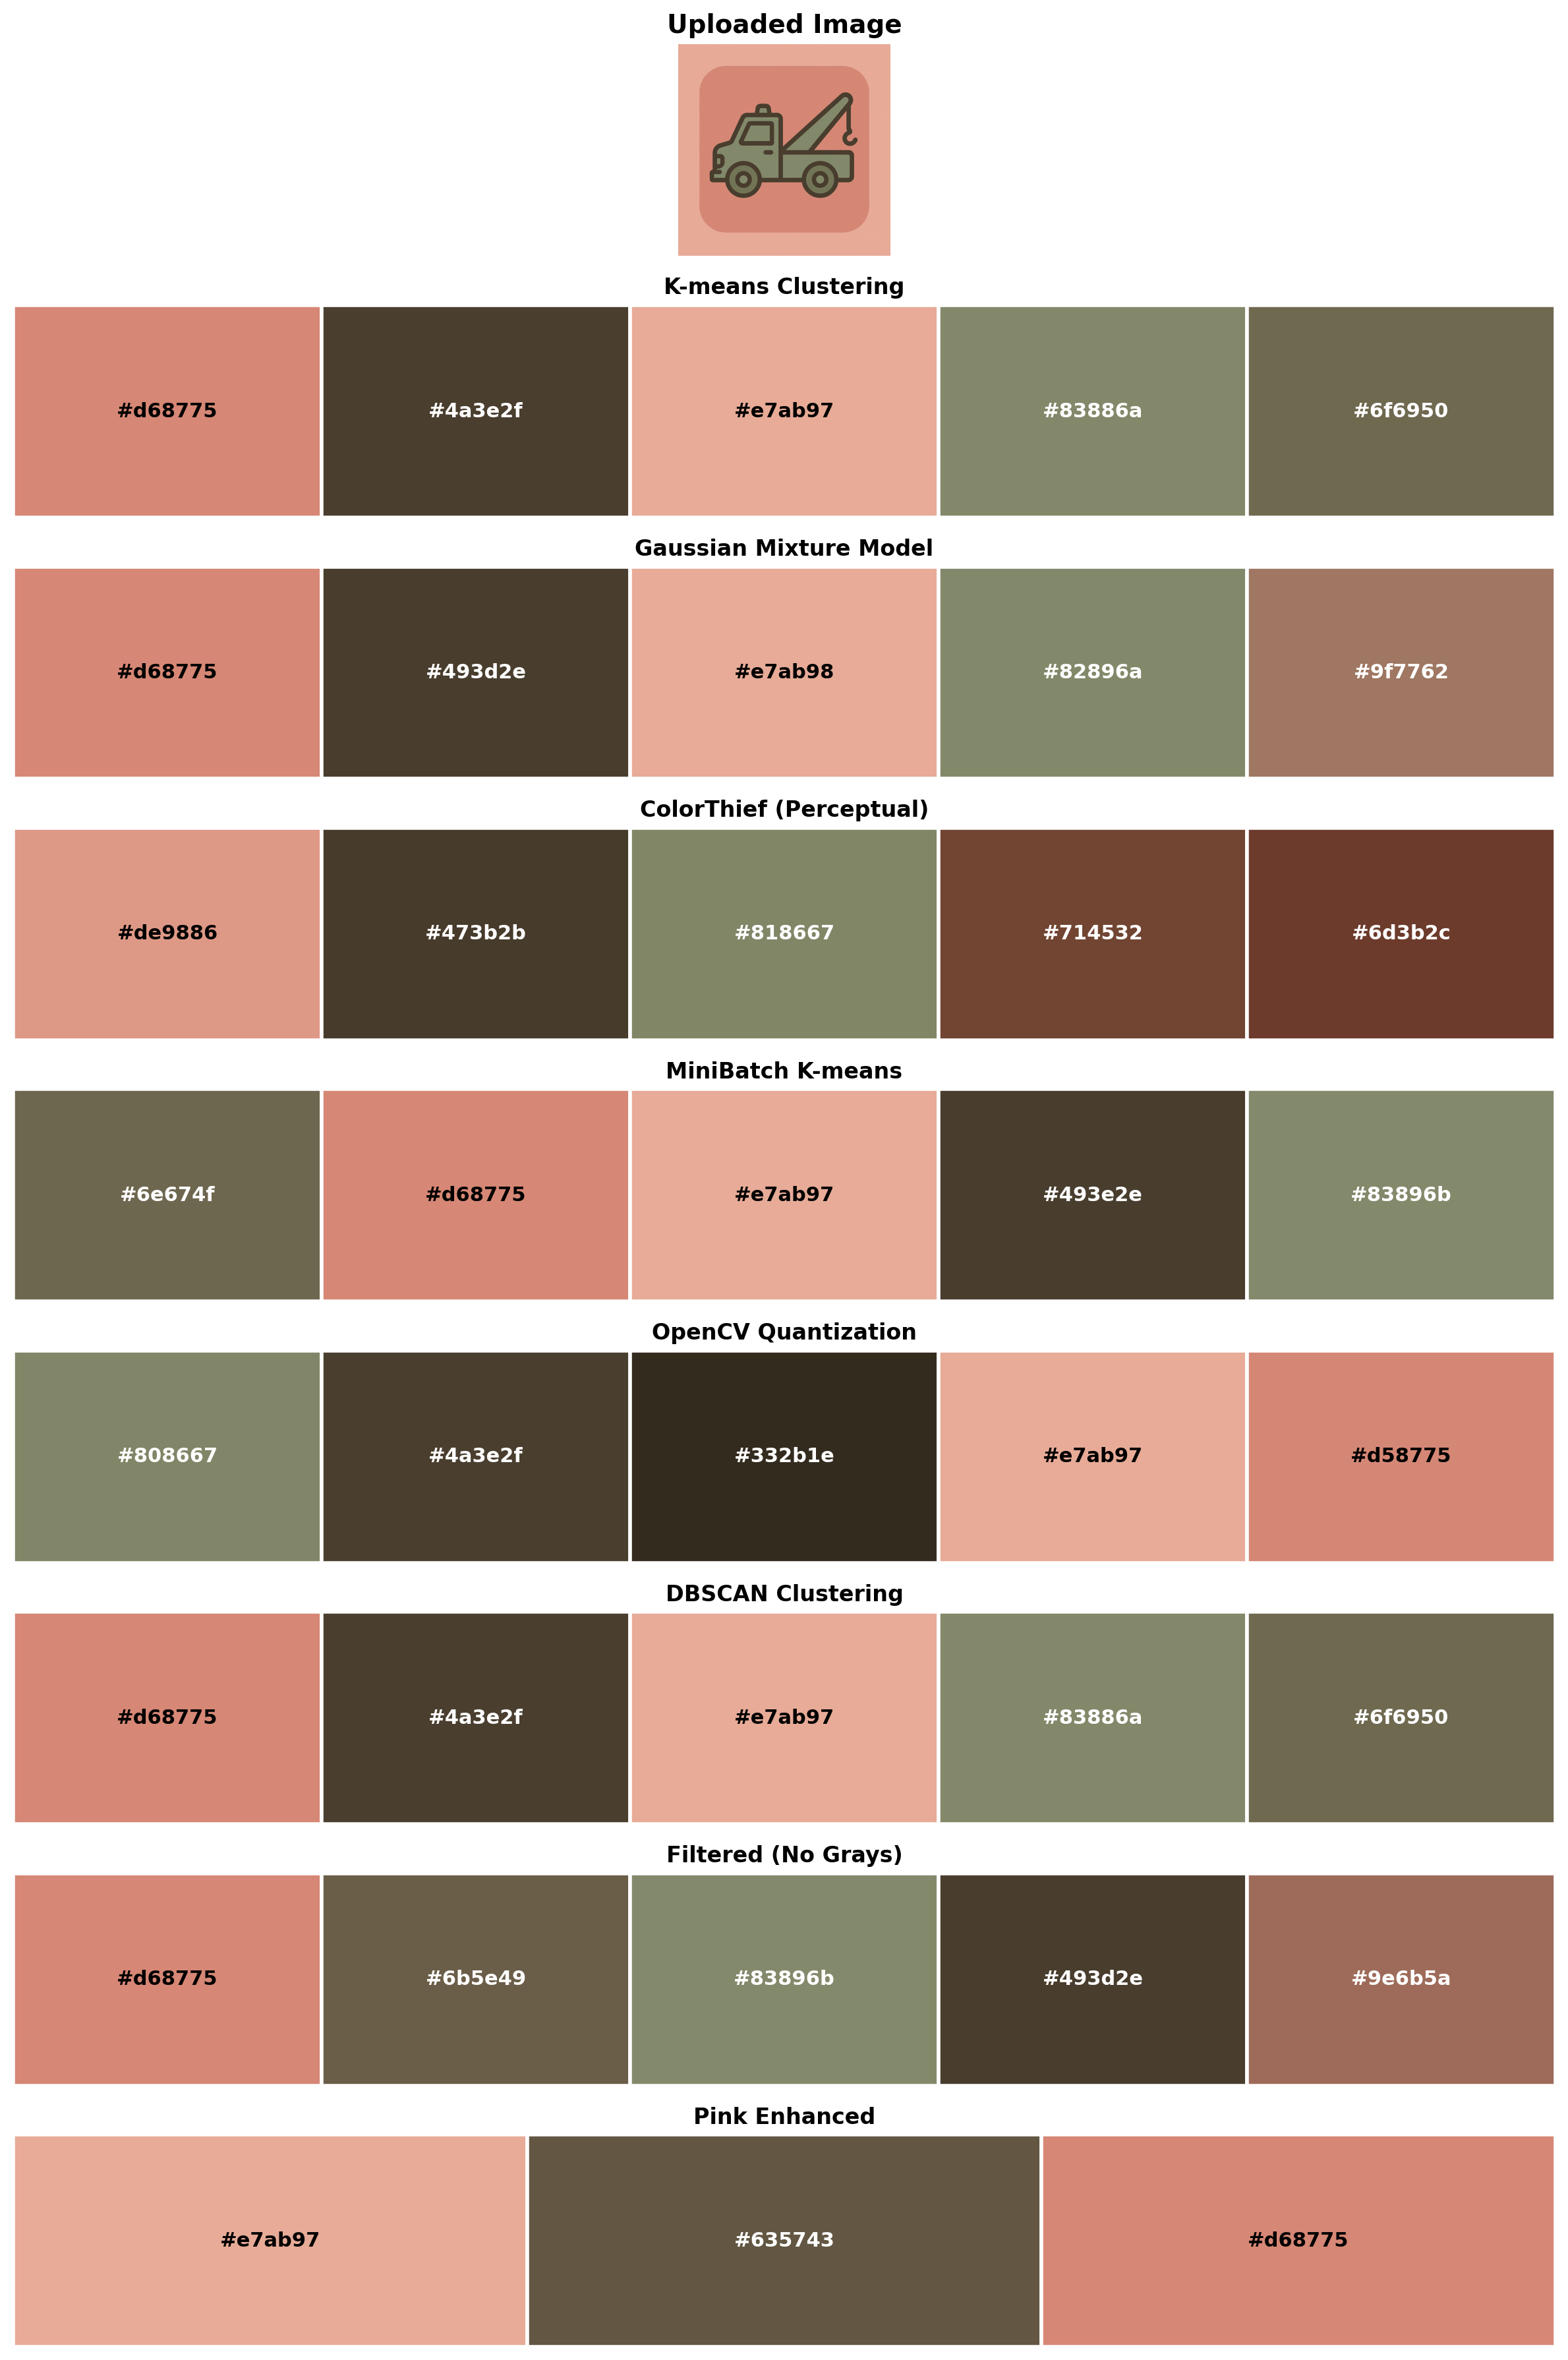 Uploaded Image
K-means Clustering
#d68775 #4a3e2f #e7ab97 #83886a #6f6950
Gaussian Mixture Model
#d68775 #493d2e #e7ab98 #82896a #9f7762
ColorThief (Perceptual)
#de9886 #473b2b #818667 #714532 #6d3b2c
MiniBatch K-means
#6e674f #d68775 #e7ab97 #493e2e #83896b
OpenCV Quantization
#808667 #4a3e2f #332b1e #e7ab97 #d58775
DBSCAN Clustering
#d68775 #4a3e2f #e7ab97 #83886a #6f6950
Filtered (No Grays)
#d68775 #6b5e49 #83896b #493d2e #9e6b5a
Pink Enhanced
#e7ab97 #635743 #d68775